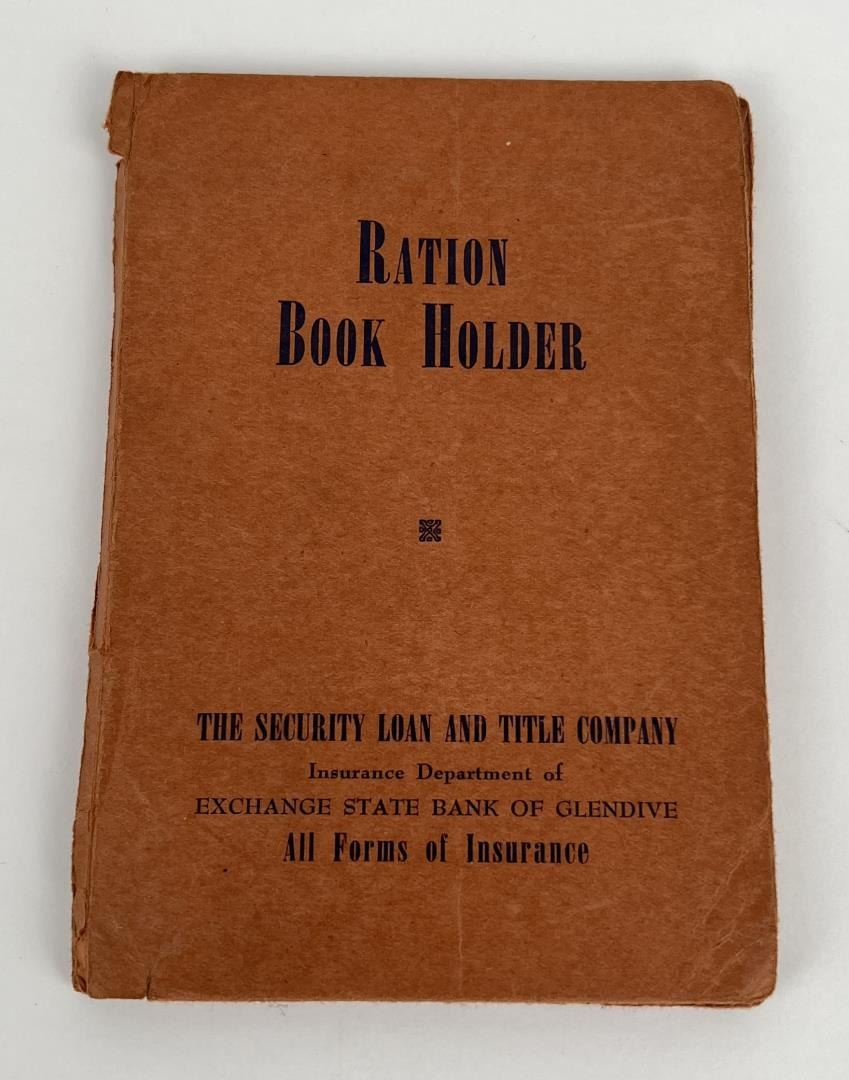 RATION
BOOK HOLDER
THE SECURITY LOAN AND TITLE COMPANY
Insurance Department of
EXCHANGE STATE BANK OF GLENDIVE
All Forms of Insurance